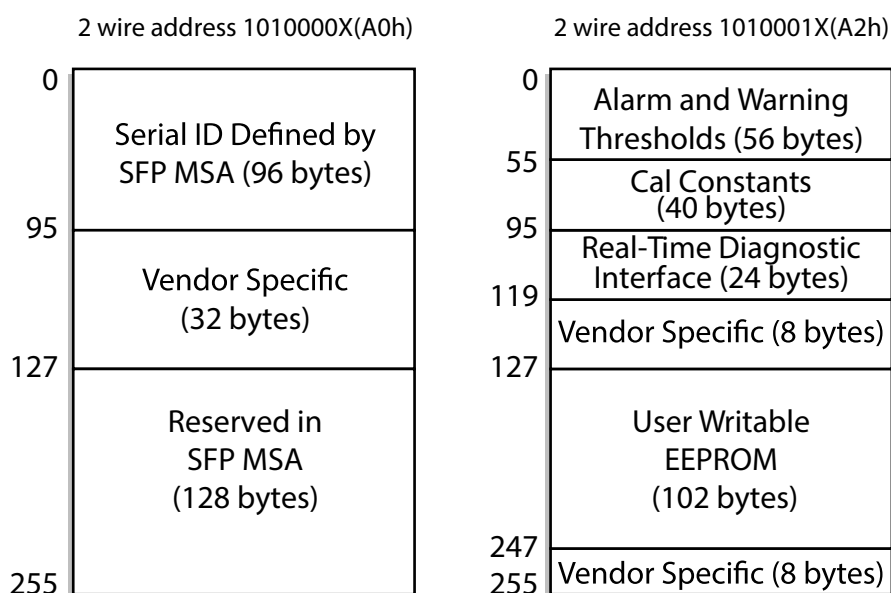 2 wire address 1010000X(A0h)
0
Serial ID Defined by
SFP MSA (96 bytes)
95
Vendor Specific
(32 bytes)
127
Reserved in
SFP MSA
(128 bytes)
255
2 wire address 1010001X(A2h)
0
Alarm and Warning
Thresholds (56 bytes)
55
Cal Constants
(40 bytes)
95
Real-Time Diagnostic
Interface (24 bytes)
119
Vendor Specific (8 bytes)
127
User Writable
EEPROM
(102 bytes)
247
Vendor Specific (8 bytes)
255